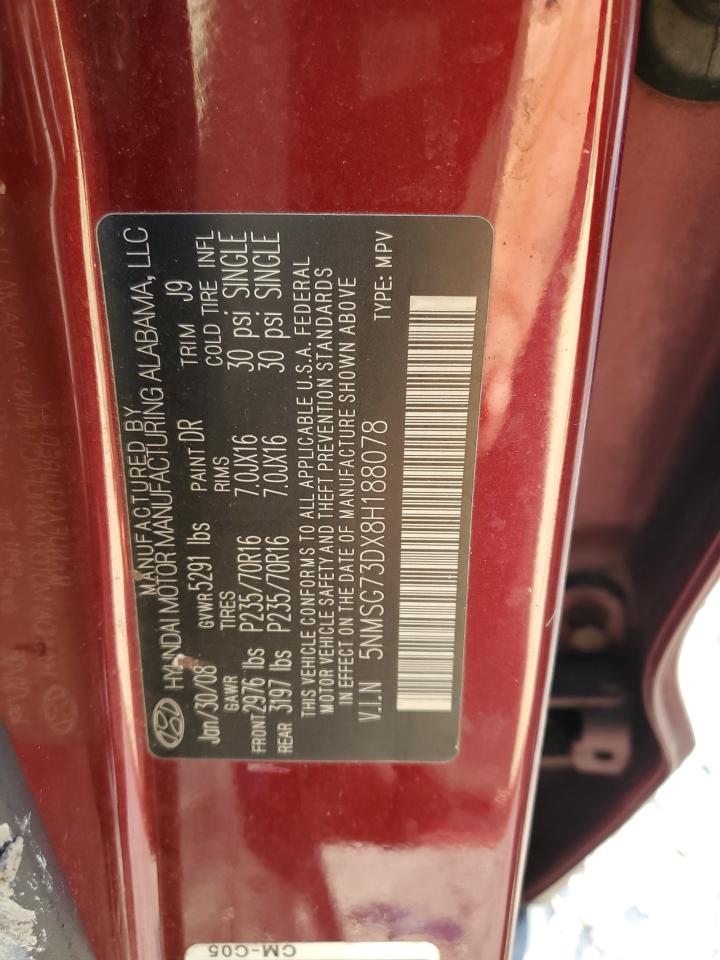 MANUFACTURED BY
HYUNDAI MOTOR MANUFACTURING ALABAMA, LLC
Jan/30/08 GVWR 5291 lbs PAINT DR TRIM J9
GAWR TIRES RIMS COLD TIRE INFL
FRONT 2976 lbs P235/70R16 7.0JX16 30 psi SINGLE
REAR 3197 lbs P235/70R16 7.0JX16 30 psi SINGLE
THIS VEHICLE CONFORMS TO ALL APPLICABLE U.S.A. FEDERAL
MOTOR VEHICLE SAFETY AND THEFT PREVENTION STANDARDS
IN EFFECT ON THE DATE OF MANUFACTURE SHOWN ABOVE
V.I.N 5NMSG73DX8H188078 TYPE: MPV
CM-C05